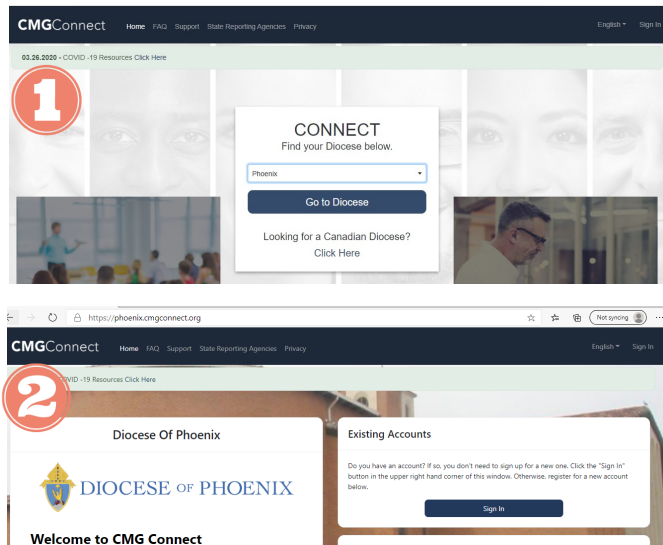 CMGConnect Home FAQ Support State Reporting Agencies Privacy English Sign In
03.26.2020 - COVID -19 Resources Click Here
1
CONNECT
Find your Diocese below.
Phoenix
Go to Diocese
Looking for a Canadian Diocese?
Click Here
https://phoenix.cmgconnect.org Not syncing
CMGConnect Home FAQ Support State Reporting Agencies Privacy English Sign In
COVID -19 Resources Click Here
2
Diocese Of Phoenix
DIOCESE OF PHOENIX
Welcome to CMG Connect
Existing Accounts
Do you have an account? If so, you don't need to sign up for a new one. Click the "Sign In"
button in the upper right hand corner of this window. Otherwise, register for a new account
below.
Sign In